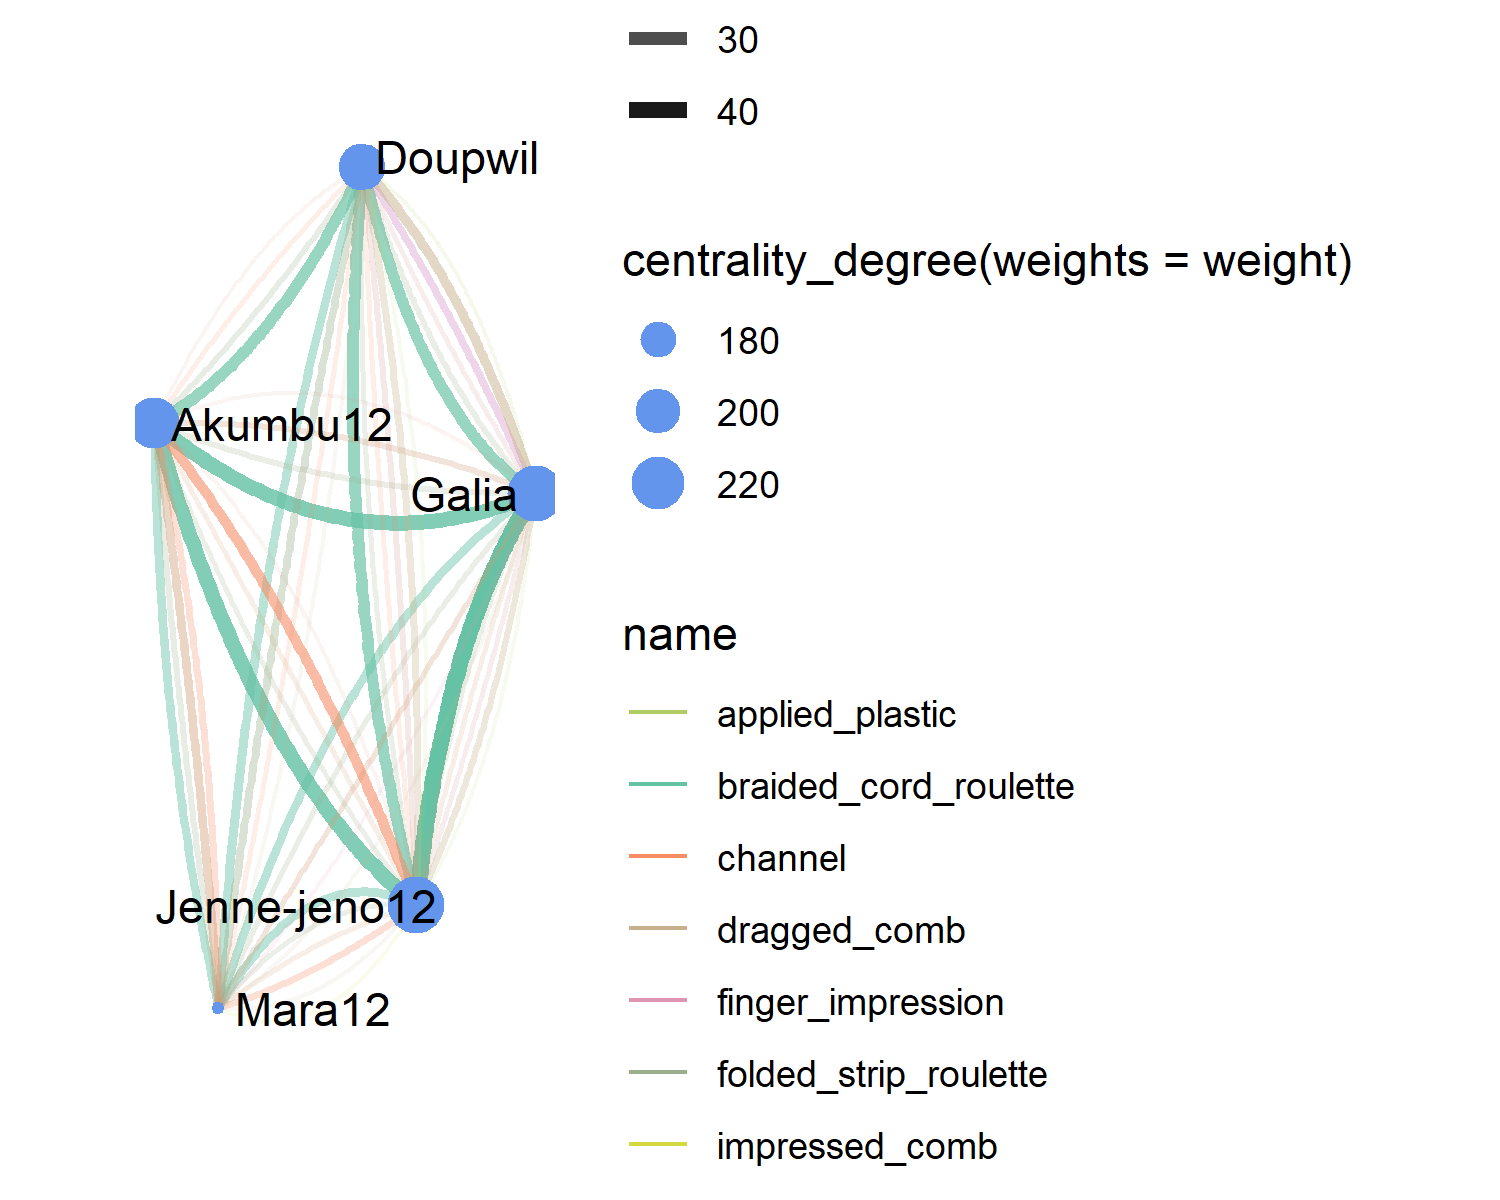 30
40
Doupwil
Akumbu12
Galia
Jenne-jeno12
Mara12
centrality_degree(weights = weight)
180
200
220
name
applied_plastic
braided_cord_roulette
channel
dragged_comb
finger_impression
folded_strip_roulette
impressed_comb